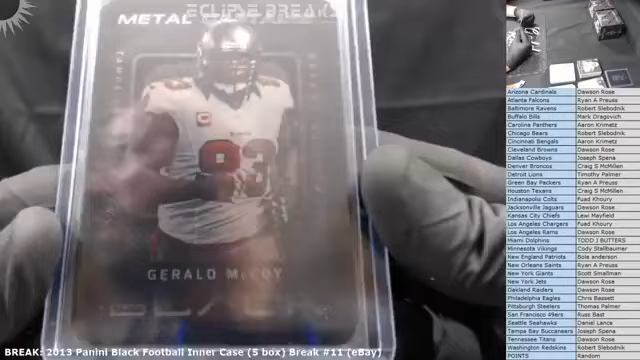 ECLIPSE BREAKS
METAL
GERALD McCOY
BREAK: 2013 Panini Black Football Inner Case (5 box) Break #11 (eBay)
Arizona Cardinals Dawson Rose
Atlanta Falcons Ryan A Preuss
Baltimore Ravens Robert Slebodnik
Buffalo Bills Mark Dragovich
Carolina Panthers Aaron Krimetz
Chicago Bears Robert Slebodnik
Cincinnati Bengals Aaron Krimetz
Cleveland Browns Dawson Rose
Dallas Cowboys Joseph Spena
Denver Broncos Craig S McMillen
Detroit Lions Timothy Palmer
Green Bay Packers Ryan A Preuss
Houston Texans Craig S McMillen
Indianapolis Colts Fuad Khoury
Jacksonville Jaguars Dawson Rose
Kansas City Chiefs Lewi Mayfield
Los Angeles Chargers Fuad Khoury
Los Angeles Rams Dawson Rose
Miami Dolphins TODD J BUTTERS
Minnesota Vikings Cody Stallbaumer
New England Patriots Bole anderson
New Orleans Saints Ryan A Preuss
New York Giants Scott Smallman
New York Jets Dawson Rose
Oakland Raiders Dawson Rose
Philadelphia Eagles Chris Bassett
Pittsburgh Steelers Thomas Palmer
San Francisco 49ers Russ Bast
Seattle Seahawks Daniel Lance
Tampa Bay Buccaneers Joseph Spena
Tennessee Titans Dawson Rose
Washington Redskins Robert Slebodnik
POINTS Random